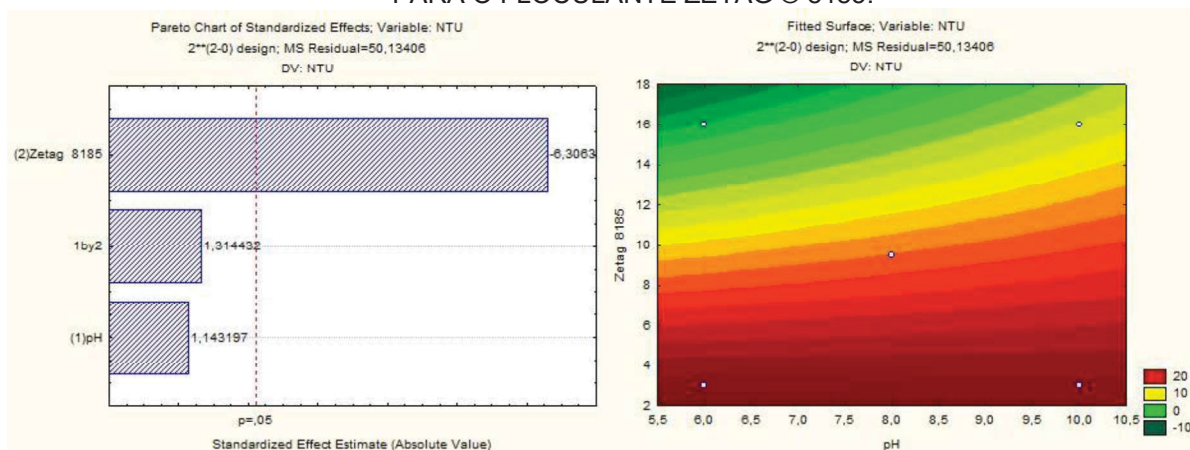 PARA O FLOCULANTE ZETAG ® 8185.
Pareto Chart of Standardized Effects; Variable: NTU
2**(2-0) design; MS Residual=50,13406
DV: NTU
(2)Zetag 8185
-6,3063
1by2
1,314432
(1)pH
1,143197
p=,05
Standardized Effect Estimate (Absolute Value)
Fitted Surface; Variable: NTU
2**(2-0) design; MS Residual=50,13406
DV: NTU
Zetag 8185
18
16
14
12
10
8
6
4
2
5,5 6,0 6,5 7,0 7,5 8,0 8,5 9,0 9,5 10,0 10,5
pH
20
10
0
-10